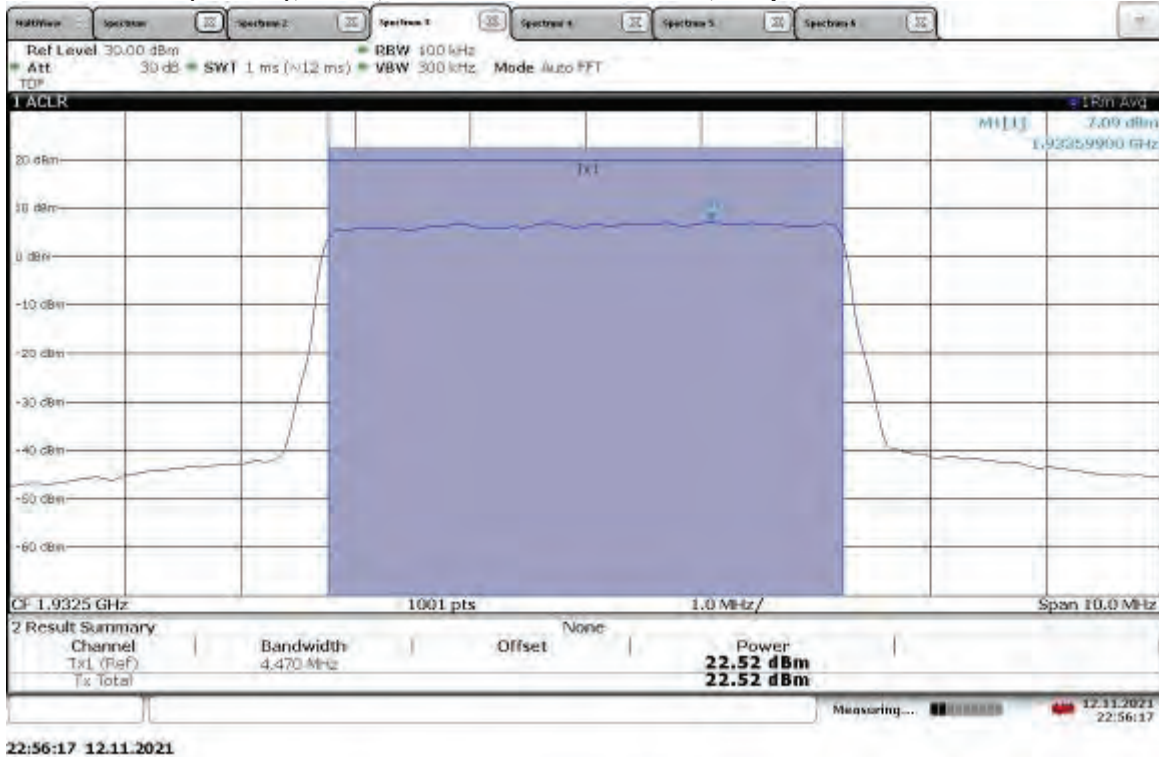 MultiView Spectrum Spectrum 2 Spectrum 3 Spectrum 4 Spectrum 5 Spectrum 6
Ref Level 30.00 dBm RBW 100 kHz
Att 30 dB SWT 1 ms (~12 ms) VBW 300 kHz Mode Auto FFT
TDF
1 ACLR 1Rm Avg
M1[1] 7.09 dBm
1.93359900 GHz
Tx1
20 dBm
10 dBm
0 dBm
-10 dBm
-20 dBm
-30 dBm
-40 dBm
-50 dBm
-60 dBm
CF 1.9325 GHz 1001 pts 1.0 MHz/ Span 10.0 MHz
2 Result Summary None
Channel Bandwidth Offset Power
Tx1 (Ref) 4.470 MHz 22.52 dBm
Tx Total 22.52 dBm
Measuring... 12.11.2021
22:56:17
22:56:17 12.11.2021